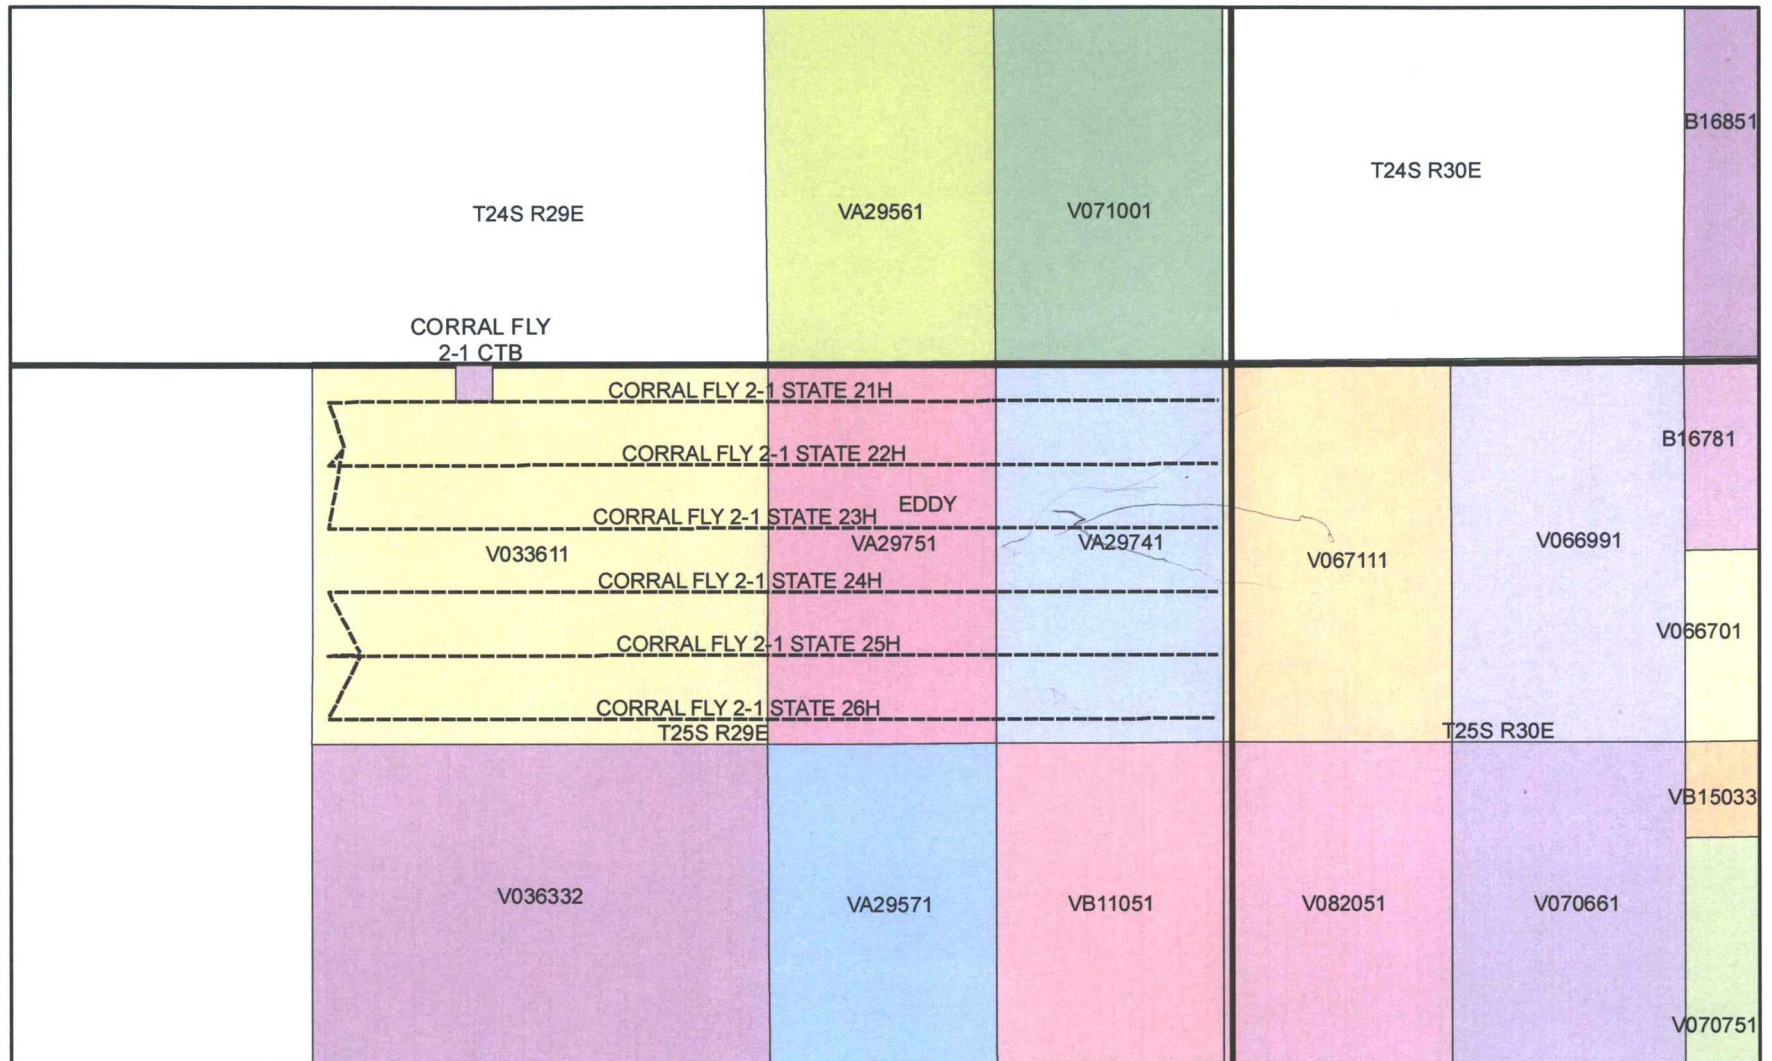 B16851
T24S R30E
T24S R29E
VA29561
V071001
CORRAL FLY
2-1 CTB
CORRAL FLY 2-1 STATE 21H
B16781
CORRAL FLY 2-1 STATE 22H
EDDY
CORRAL FLY 2-1 STATE 23H
V033611
VA29751
VA29741
V067111
V066991
CORRAL FLY 2-1 STATE 24H
V066701
CORRAL FLY 2-1 STATE 25H
CORRAL FLY 2-1 STATE 26H
T25S R29E
T25S R30E
VB15033
V036332
VA29571
VB11051
V082051
V070661
V070751